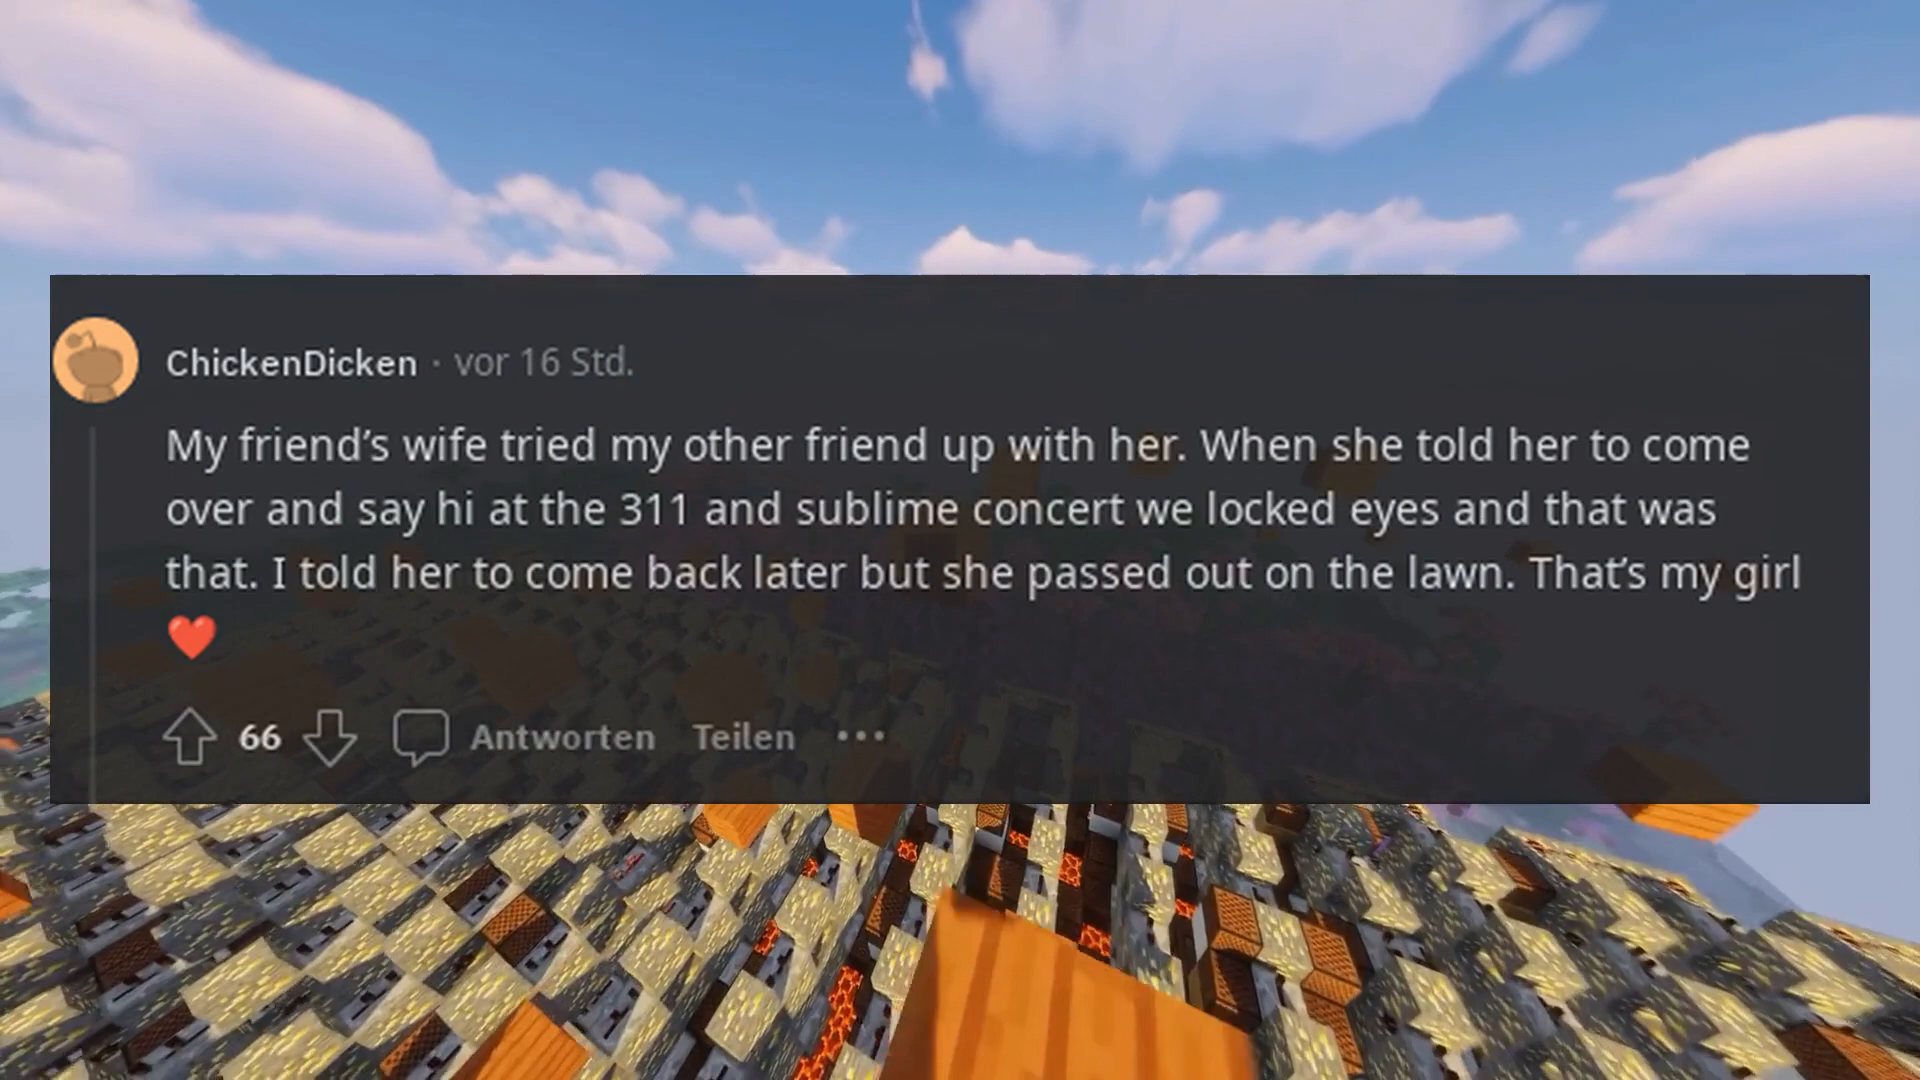 ChickenDicken · vor 16 Std.
My friend’s wife tried my other friend up with her. When she told her to come
over and say hi at the 311 and sublime concert we locked eyes and that was
that. I told her to come back later but she passed out on the lawn. That’s my girl
❤️
66 Antworten Teilen •••